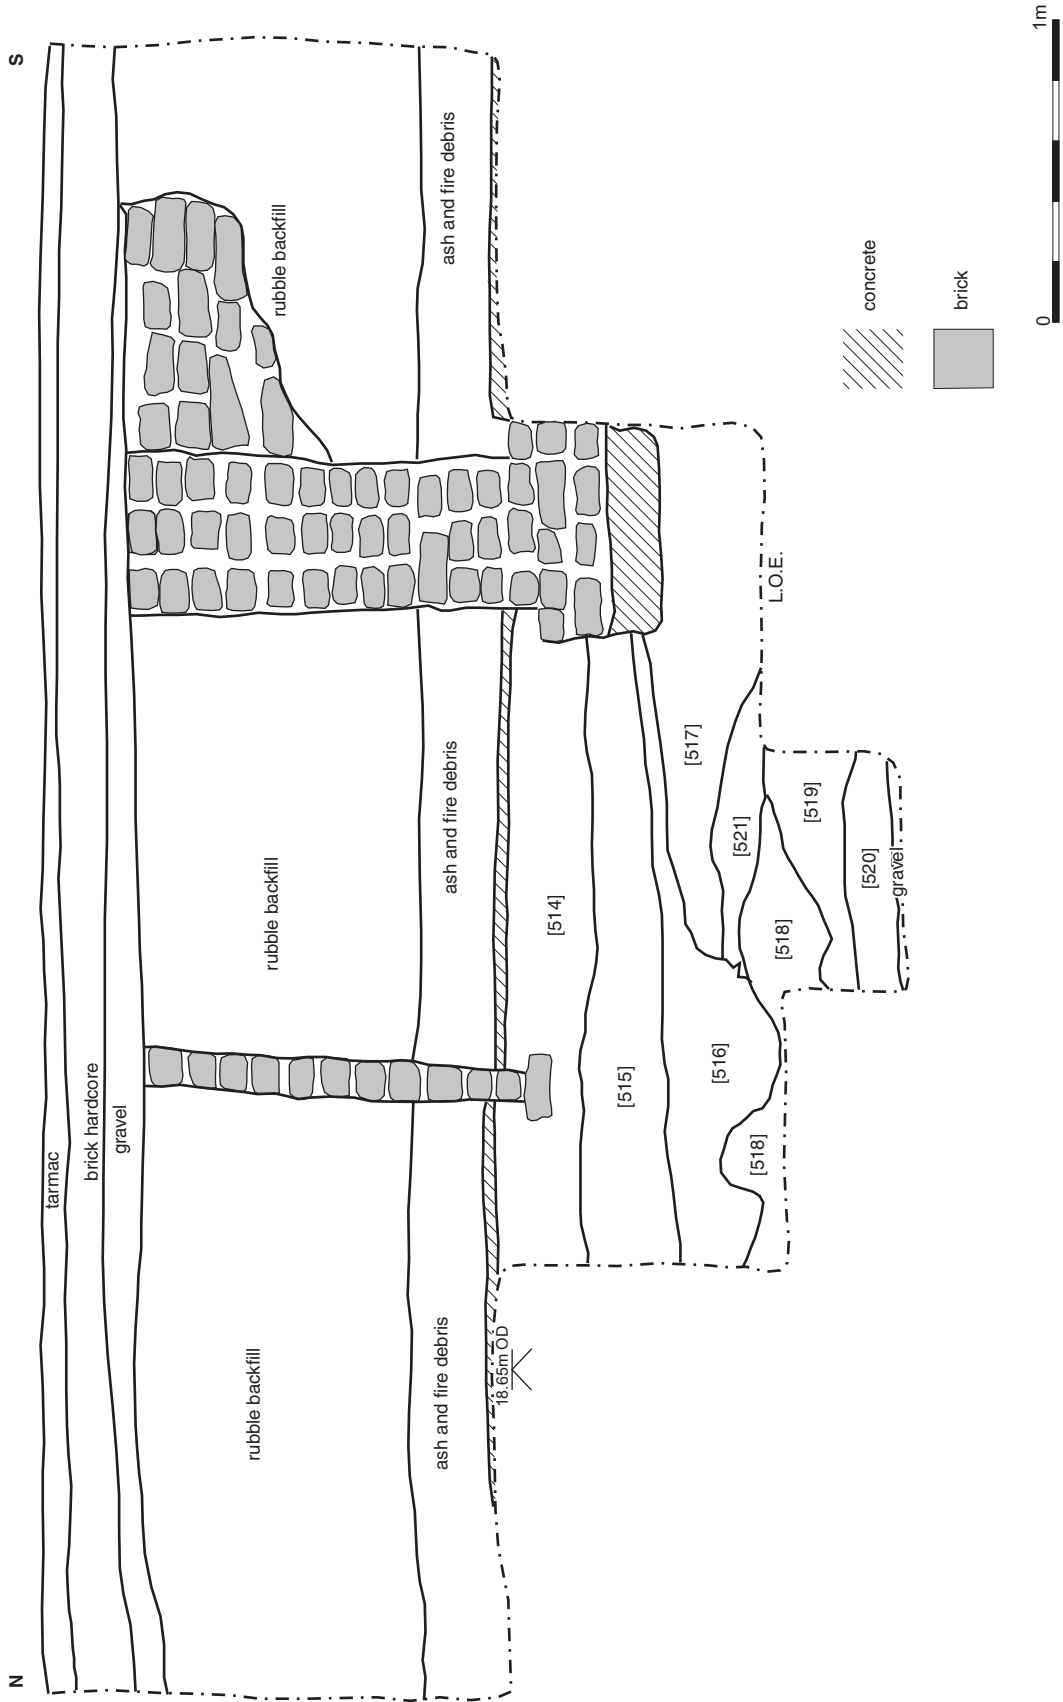 N
S
tarmac
brick hardcore
gravel
rubble backfill
rubble backfill
rubble backfill
ash and fire debris
ash and fire debris
ash and fire debris
18.65m OD
[514]
[515]
[516]
[517]
[518]
[521]
[518]
[519]
[520]
gravel
L.O.E.
concrete
brick
0
1m